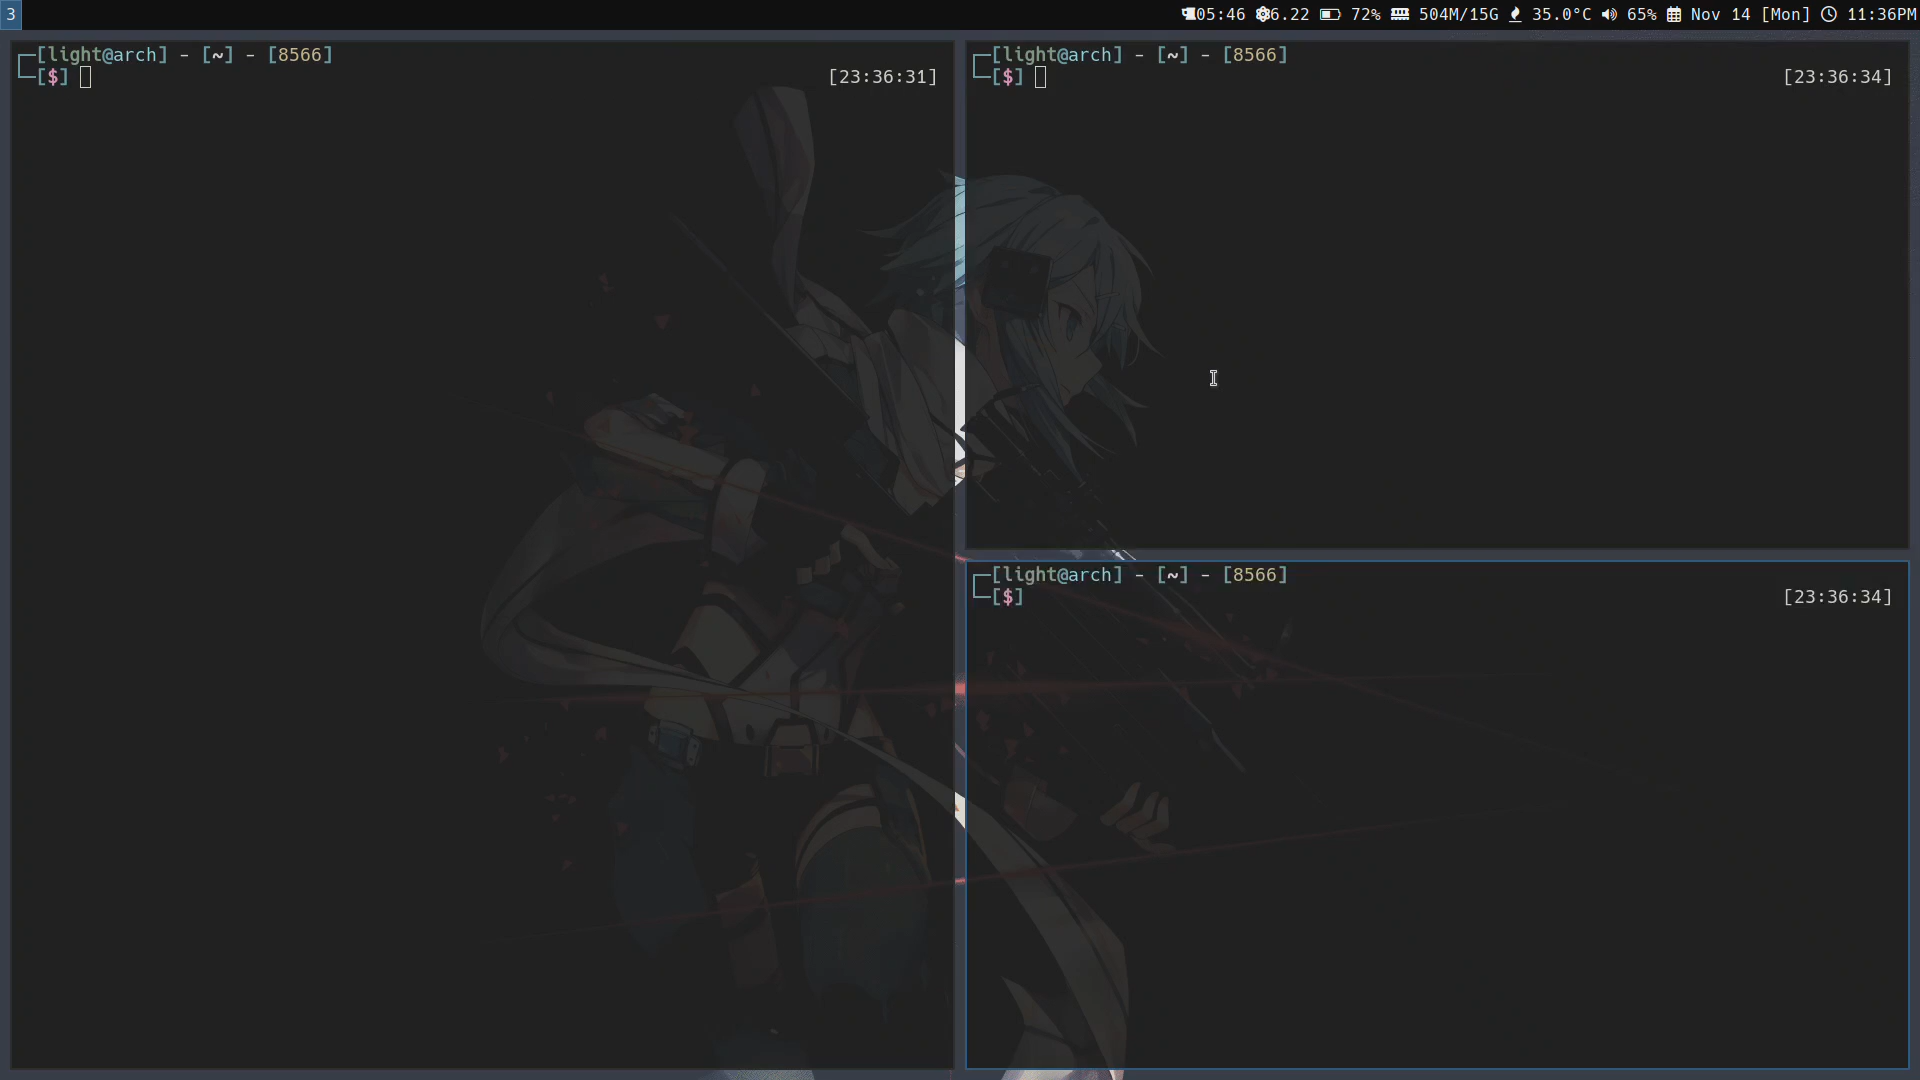 3 05:46 6.22 72% 504M/15G 35.0°C 65% Nov 14 [Mon] 11:36PM
[light@arch] - [~] - [8566]
[$] [23:36:31]
[light@arch] - [~] - [8566]
[$] [23:36:34]
[light@arch] - [~] - [8566]
[$] [23:36:34]